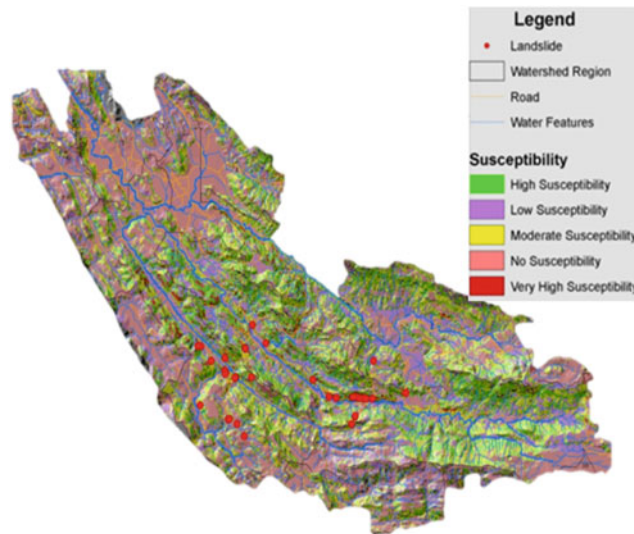 Legend
Landslide
Watershed Region
Road
Water Features
Susceptibility
High Susceptibility
Low Susceptibility
Moderate Susceptibility
No Susceptibility
Very High Susceptibility